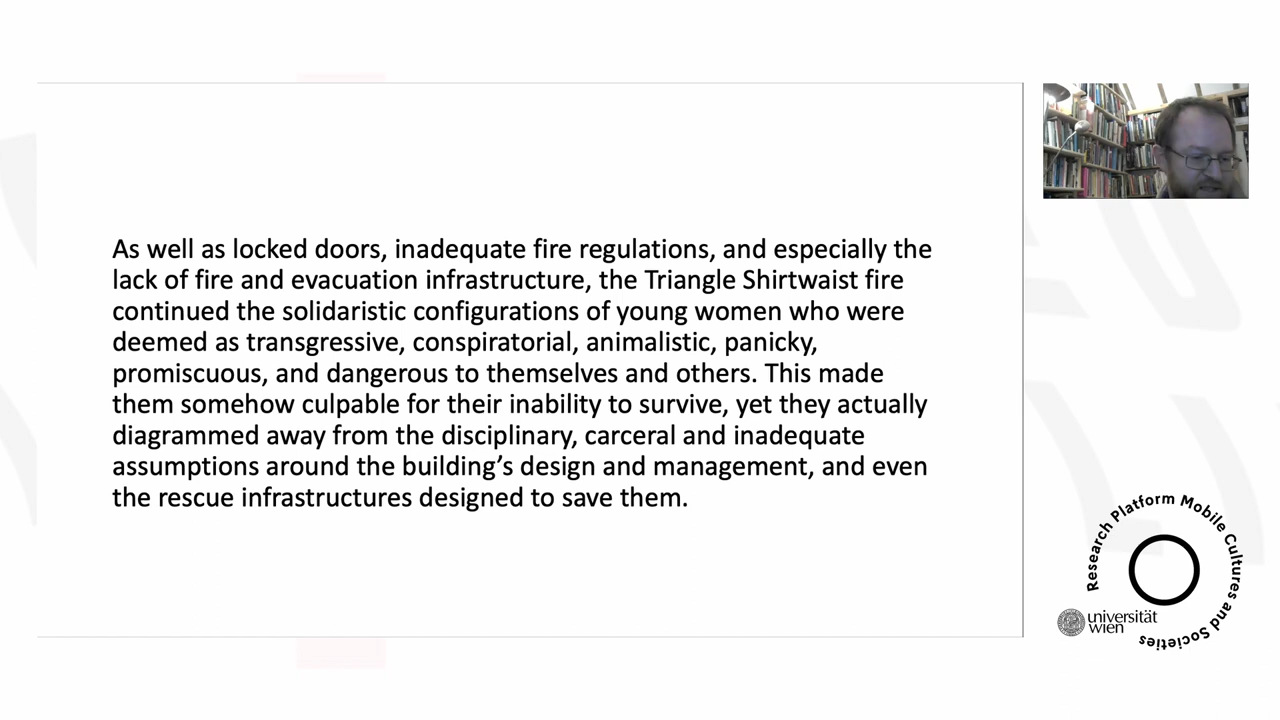 As well as locked doors, inadequate fire regulations, and especially the
lack of fire and evacuation infrastructure, the Triangle Shirtwaist fire
continued the solidaristic configurations of young women who were
deemed as transgressive, conspiratorial, animalistic, panicky,
promiscuous, and dangerous to themselves and others. This made
them somehow culpable for their inability to survive, yet they actually
diagrammed away from the disciplinary, carceral and inadequate
assumptions around the building’s design and management, and even
the rescue infrastructures designed to save them.
Research Platform Mobile Cultures and Societies
universität
wien